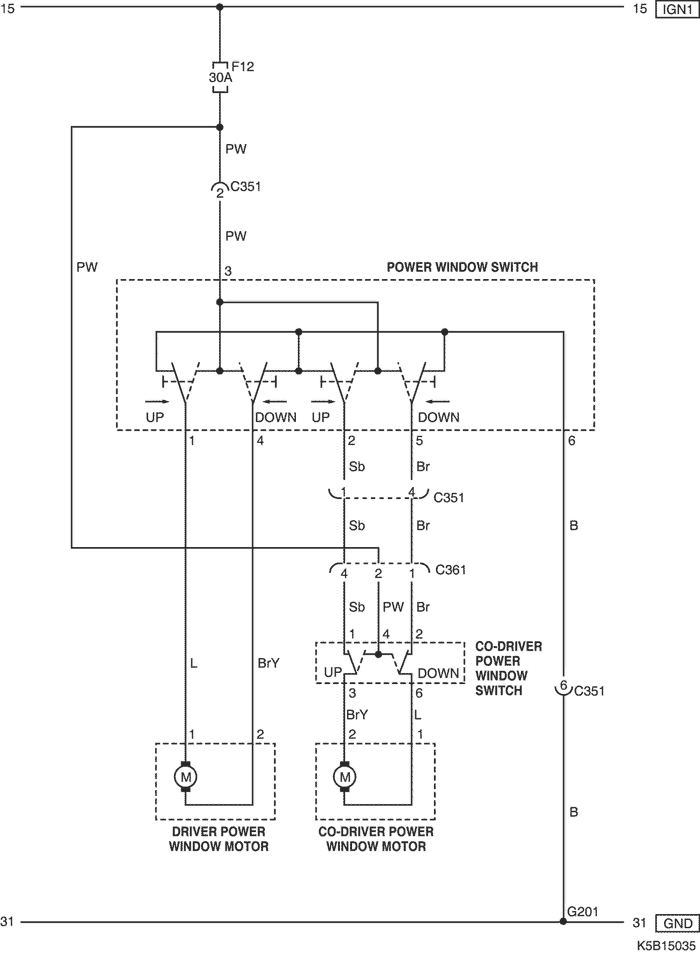 15
15 IGN1
F12
30A
PW
C351
2
PW
PW
3
POWER WINDOW SWITCH
UP
DOWN
UP
DOWN
1
4
2
5
6
Sb
Br
1
4
C351
Sb
Br
B
4
2
1
C361
Sb
PW
Br
1
4
2
CO-DRIVER
POWER
WINDOW
SWITCH
UP
DOWN
L
BrY
3
6
6
C351
BrY
L
1
2
2
1
M
M
B
DRIVER POWER
WINDOW MOTOR
CO-DRIVER POWER
WINDOW MOTOR
G201
31
31 GND
K5B15035